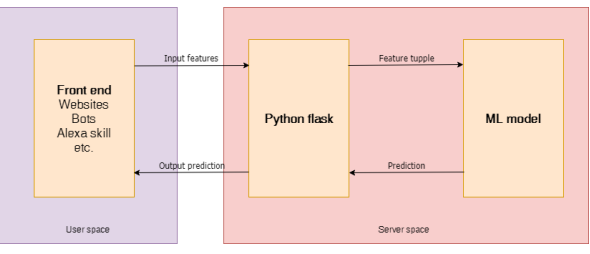 Front end
Websites
Bots
Alexa skill
etc.
Input features
Output prediction
Python flask
Feature tupple
Prediction
ML model
User space
Server space